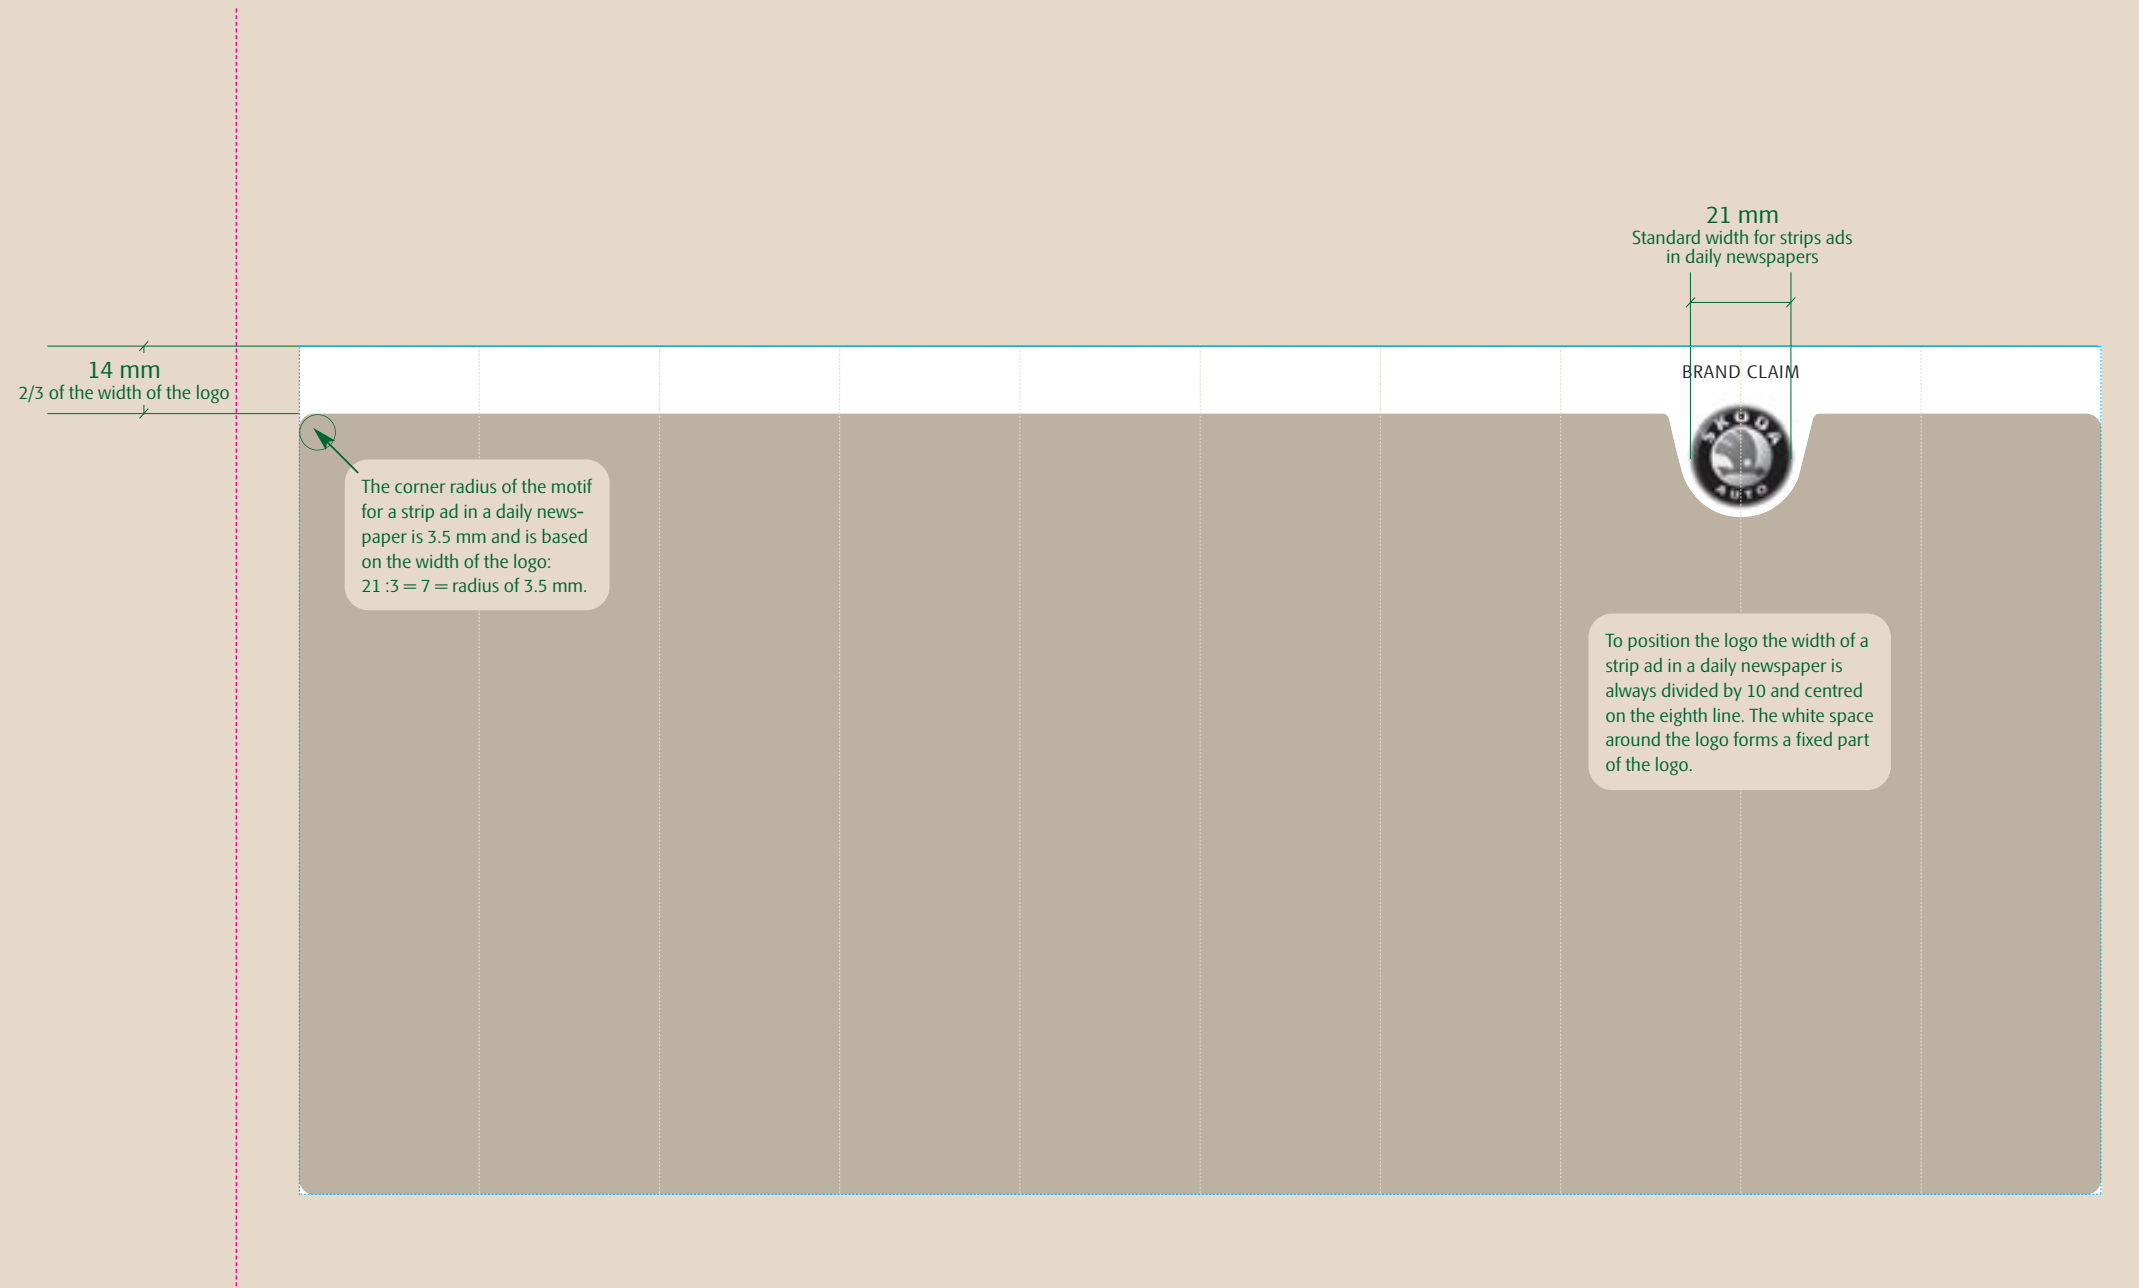 21 mm
Standard width for strips ads
in daily newspapers
14 mm
2/3 of the width of the logo
BRAND CLAIM
ŠKODA
AUTO
The corner radius of the motif
for a strip ad in a daily news-
paper is 3.5 mm and is based
on the width of the logo:
21 :3 = 7 = radius of 3.5 mm.
To position the logo the width of a
strip ad in a daily newspaper is
always divided by 10 and centred
on the eighth line. The white space
around the logo forms a fixed part
of the logo.